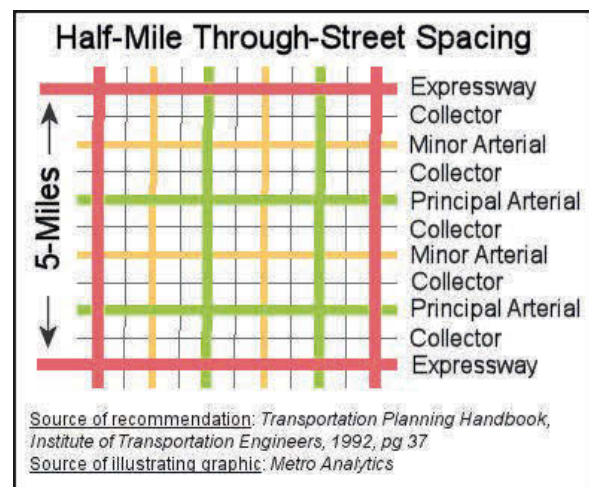 Half-Mile Through-Street Spacing
Expressway
Collector
Minor Arterial
Collector
Principal Arterial
Collector
Minor Arterial
Collector
Principal Arterial
Collector
Expressway
5-Miles
Source of recommendation: Transportation Planning Handbook,
Institute of Transportation Engineers, 1992, pg 37
Source of illustrating graphic: Metro Analytics